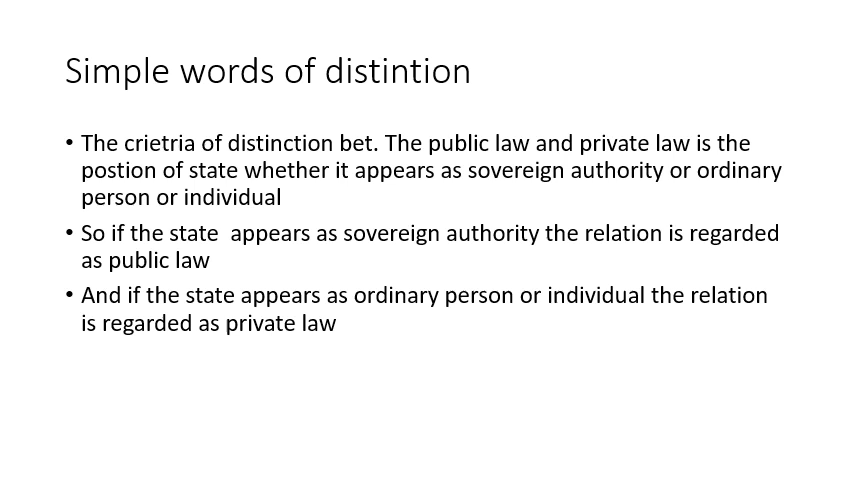 Simple words of distintion
• The crietria of distinction bet. The public law and private law is the
postion of state whether it appears as sovereign authority or ordinary
person or individual
• So if the state  appears as sovereign authority the relation is regarded
as public law
• And if the state appears as ordinary person or individual the relation
is regarded as private law